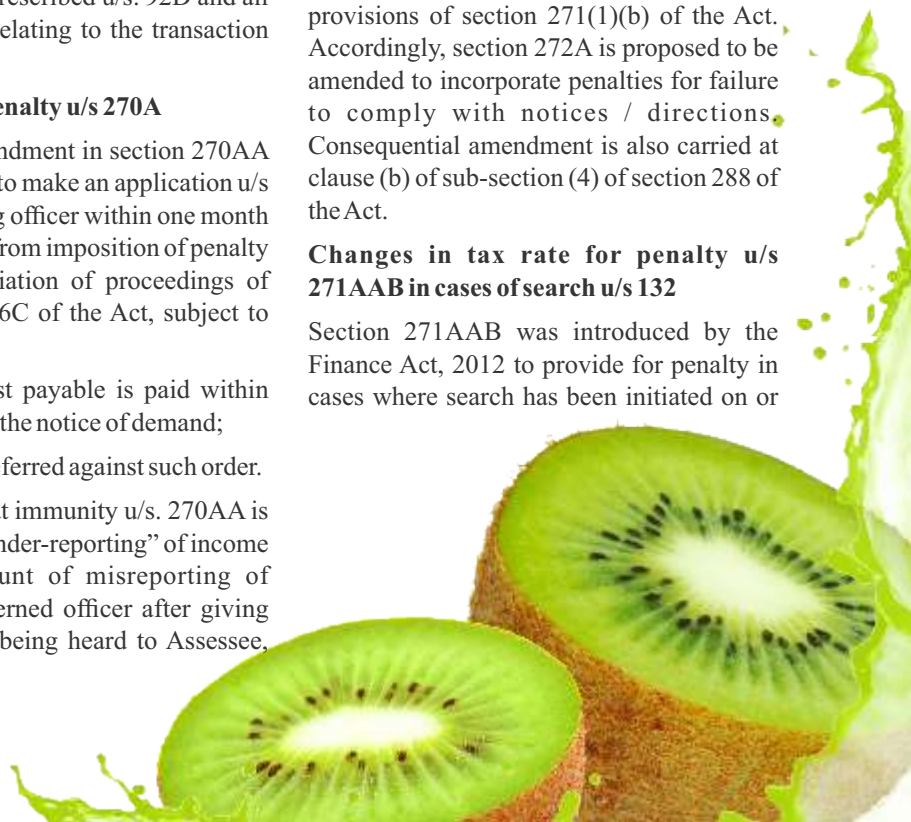 rescribed u/s. 92D and all
elating to the transaction
enalty u/s 270A
ndment in section 270AA
to make an application u/s
g officer within one month
from imposition of penalty
iation of proceedings of
6C of the Act, subject to
st payable is paid within
the notice of demand;
eferred against such order.
at immunity u/s. 270AA is
nder-reporting” of income
unt of misreporting of
erned officer after giving
being heard to Assessee,
provisions of section 271(1)(b) of the Act.
Accordingly, section 272A is proposed to be
amended to incorporate penalties for failure
to comply with notices / directions.
Consequential amendment is also carried at
clause (b) of sub-section (4) of section 288 of
the Act.
Changes in tax rate for penalty u/s
271AAB in cases of search u/s 132
Section 271AAB was introduced by the
Finance Act, 2012 to provide for penalty in
cases where search has been initiated on or